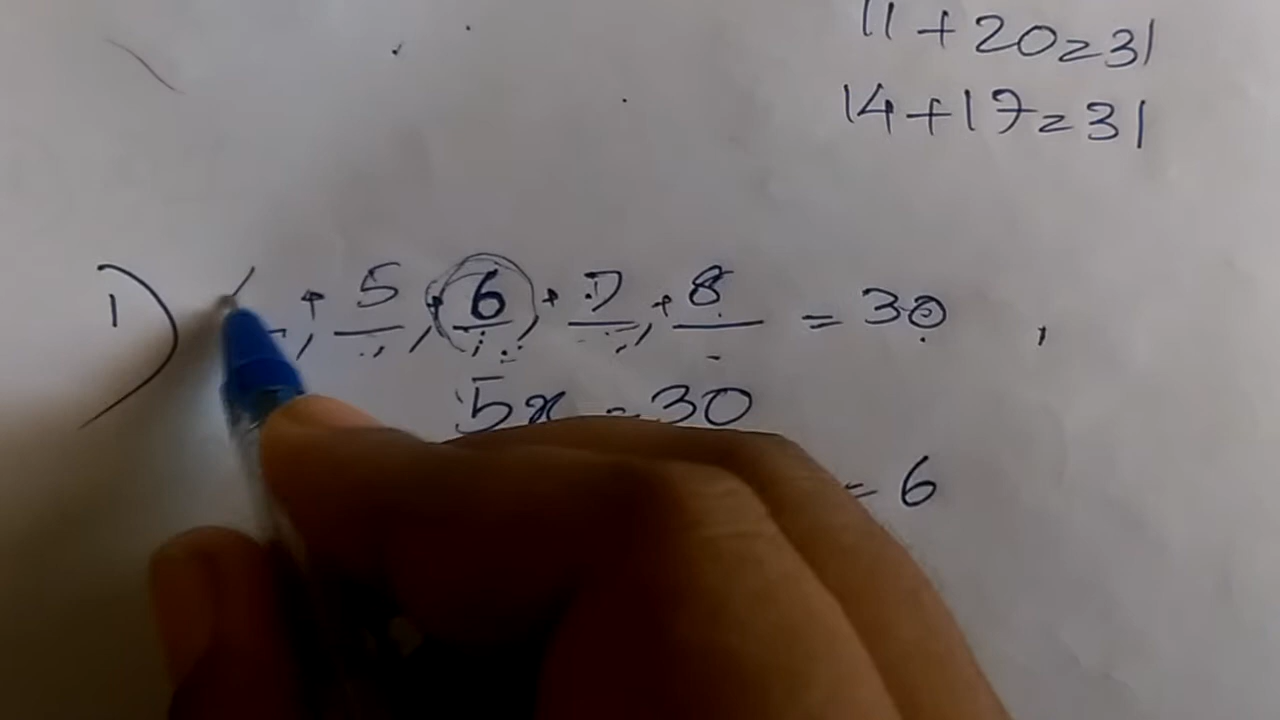 11 + 20 = 31
14 + 17 = 31
1) + 5, + 6, + 7, + 8 = 30 ,
5x = 30
= 6